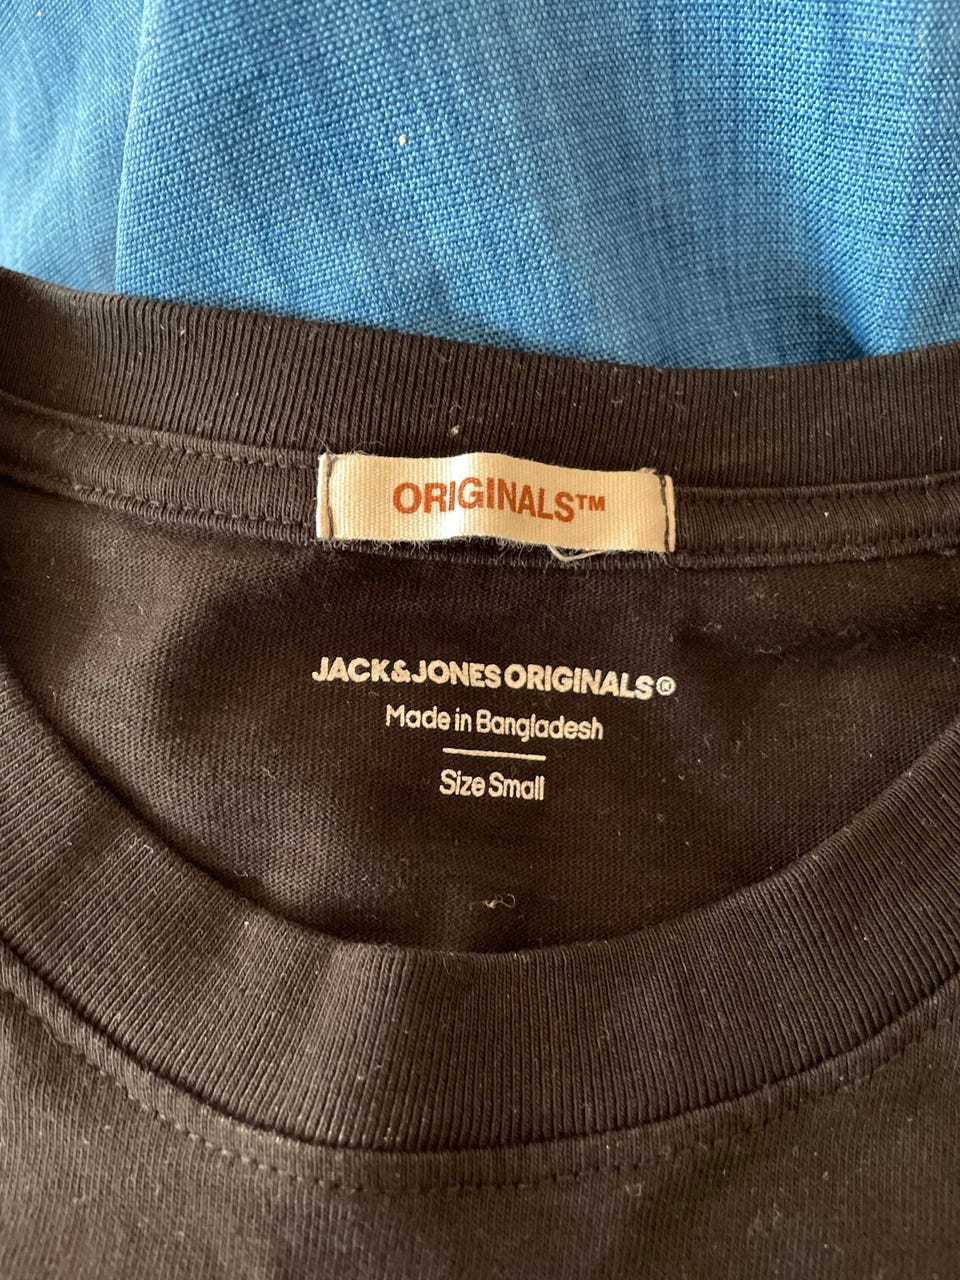 ORIGINALS™
JACK&JONES ORIGINALS®
Made in Bangladesh
Size Small